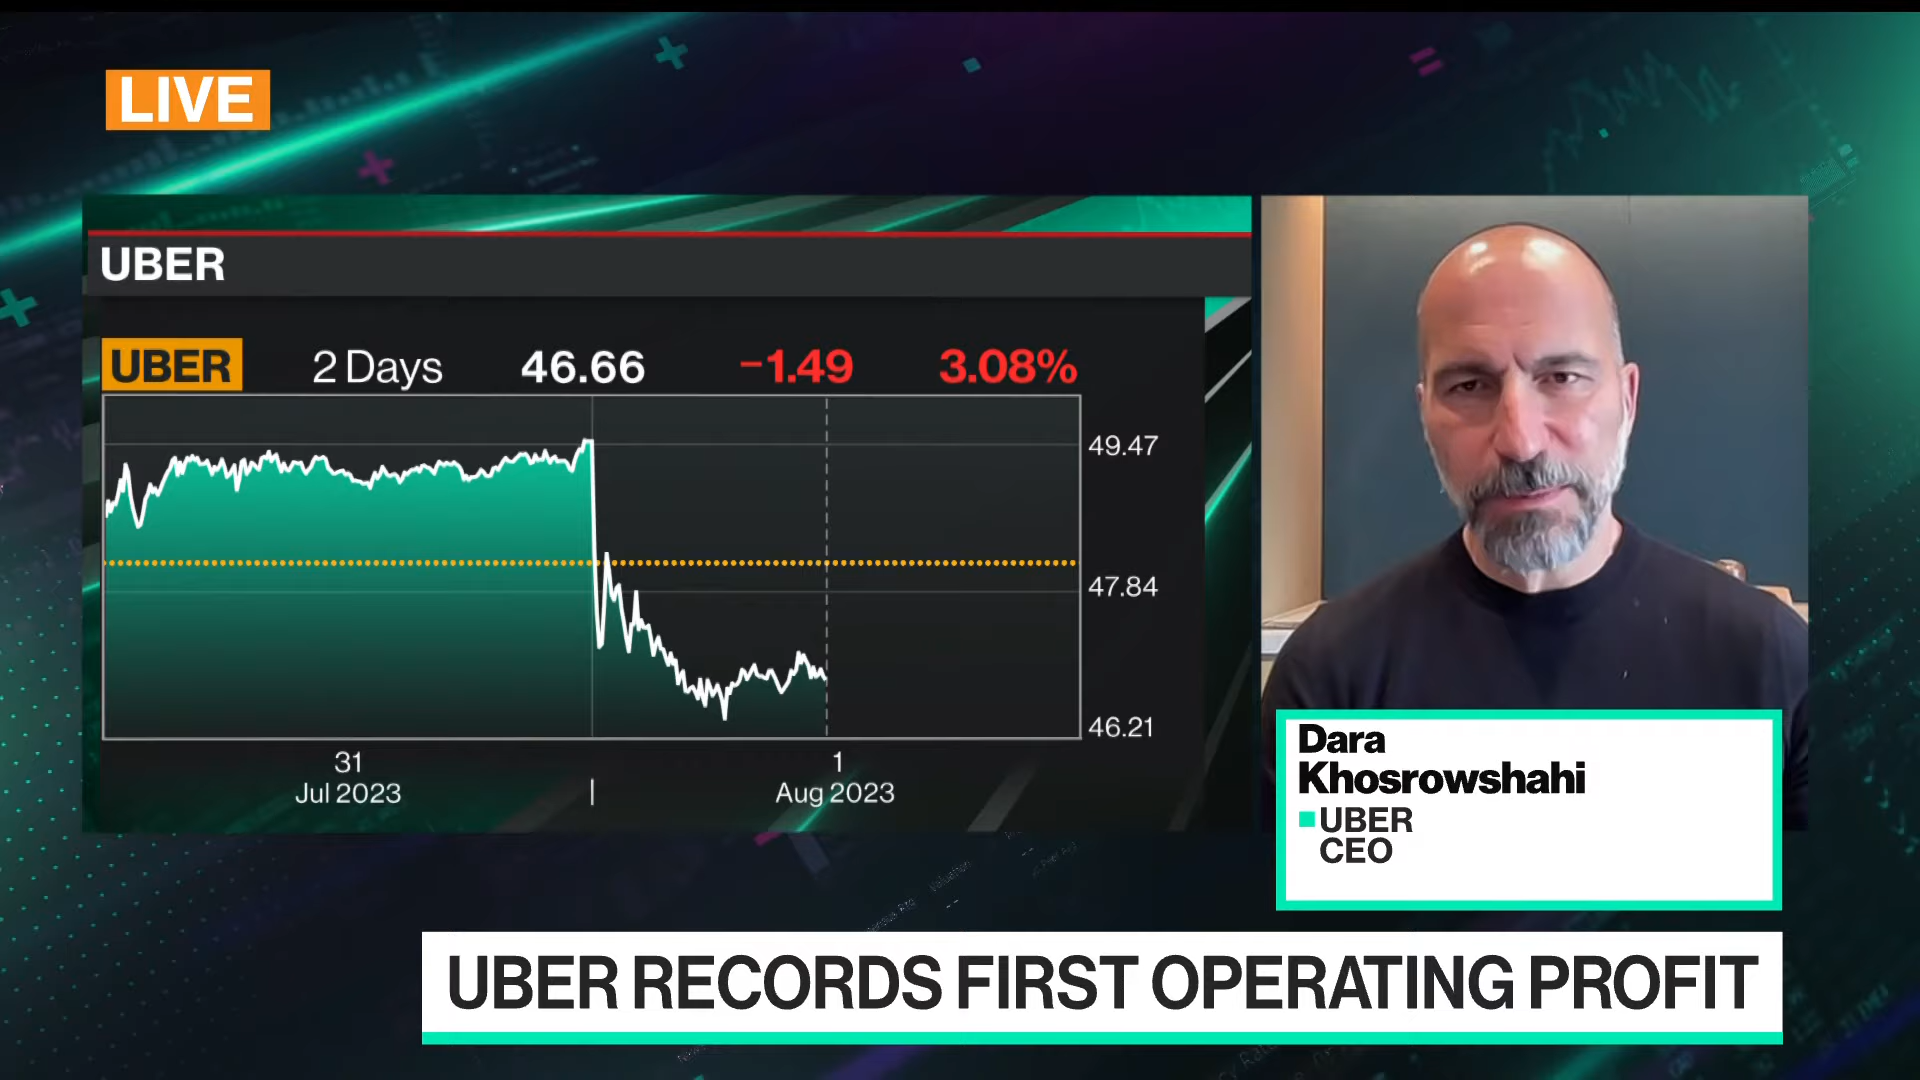 LIVE
UBER
UBER 2 Days 46.66 −1.49 3.08%
49.47
47.84
46.21
31
Jul 2023
1
Aug 2023
Dara
Khosrowshahi
UBER
CEO
UBER RECORDS FIRST OPERATING PROFIT